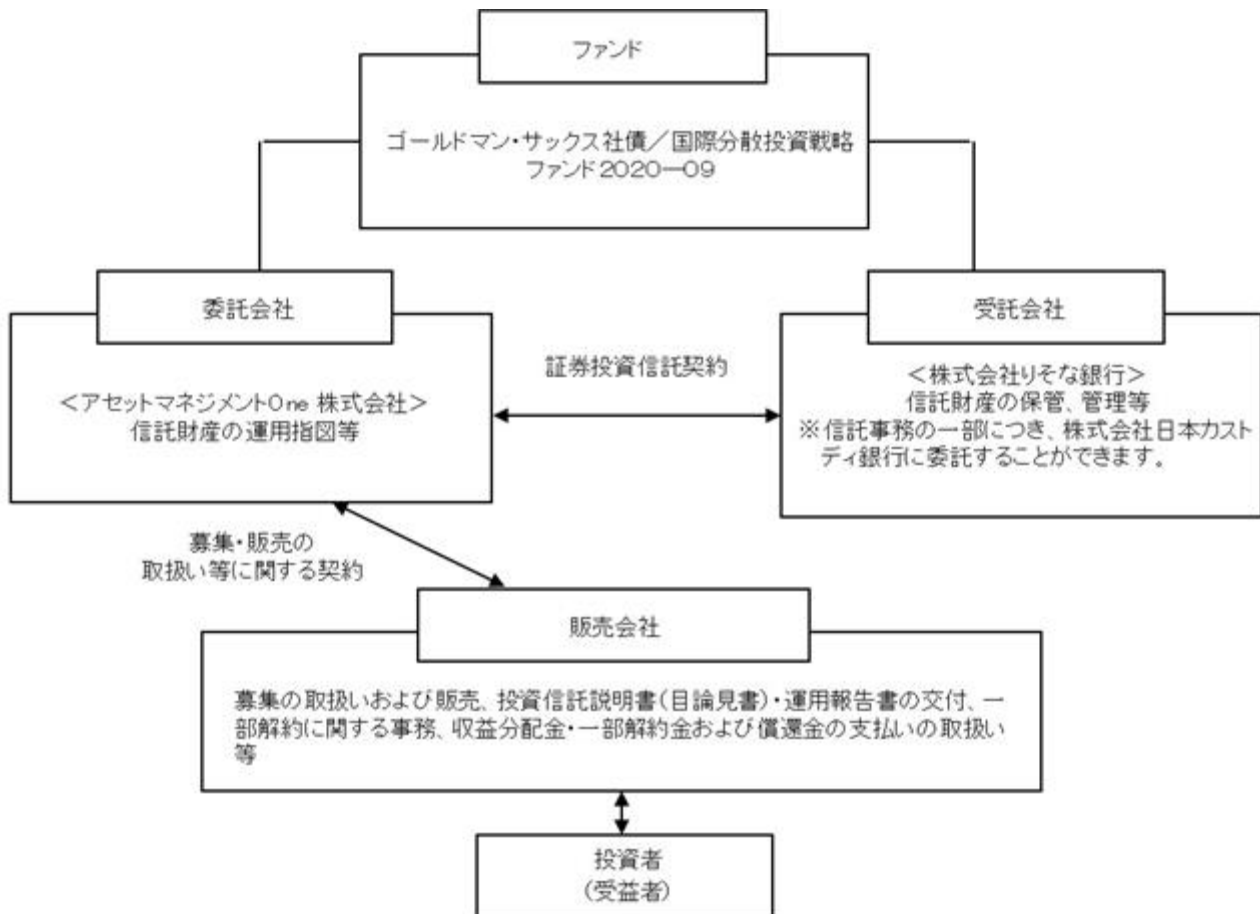 ファンド
ゴールドマン・サックス社債／国際分散投資戦略
ファンド2020―09
委託会社
受託会社
証券投資信託契約
＜アセットマネジメントOne 株式会社＞
信託財産の運用指図等
＜株式会社りそな銀行＞
信託財産の保管、管理等
※信託事務の一部につき、株式会社日本カスト
ディ銀行に委託することができます。
募集・販売の
取扱い等に関する契約
販売会社
募集の取扱いおよび販売、投資信託説明書（目論見書）・運用報告書の交付、一
部解約に関する事務、収益分配金・一部解約金および償還金の支払いの取扱い
等
投資者
（受益者）